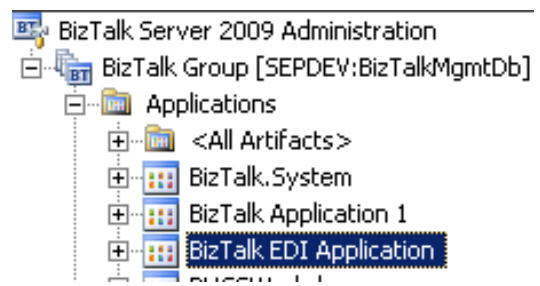 BizTalk Server 2009 Administration
BizTalk Group [SEPDEV:BizTalkMgmtDb]
Applications
<All Artifacts>
BizTalk.System
BizTalk Application 1
BizTalk EDI Application